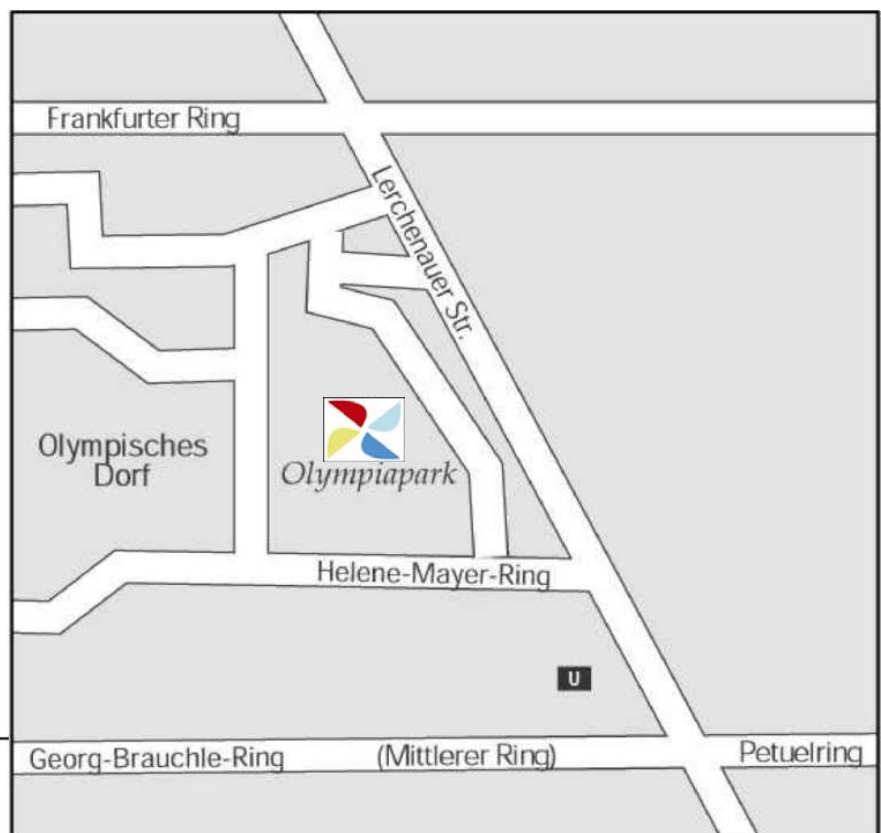 Frankfurter Ring
Lerchenauer Str.
Olympisches
Dorf
Olympiapark
Helene-Mayer-Ring
U
Georg-Brauchle-Ring (Mittlerer Ring) Petuelring